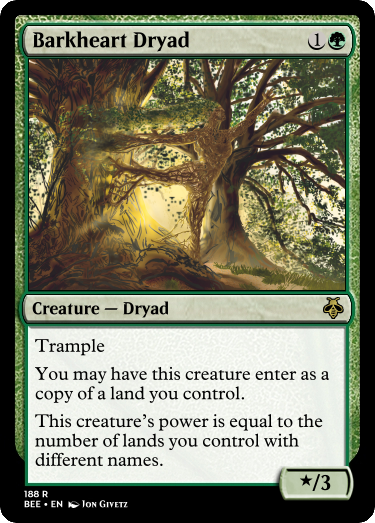 Barkheart Dryad 1
Creature — Dryad
Trample
You may have this creature enter as a
copy of a land you control.
This creature's power is equal to the
number of lands you control with
different names.
★/3
188 R
BEE • EN Jon Givetz